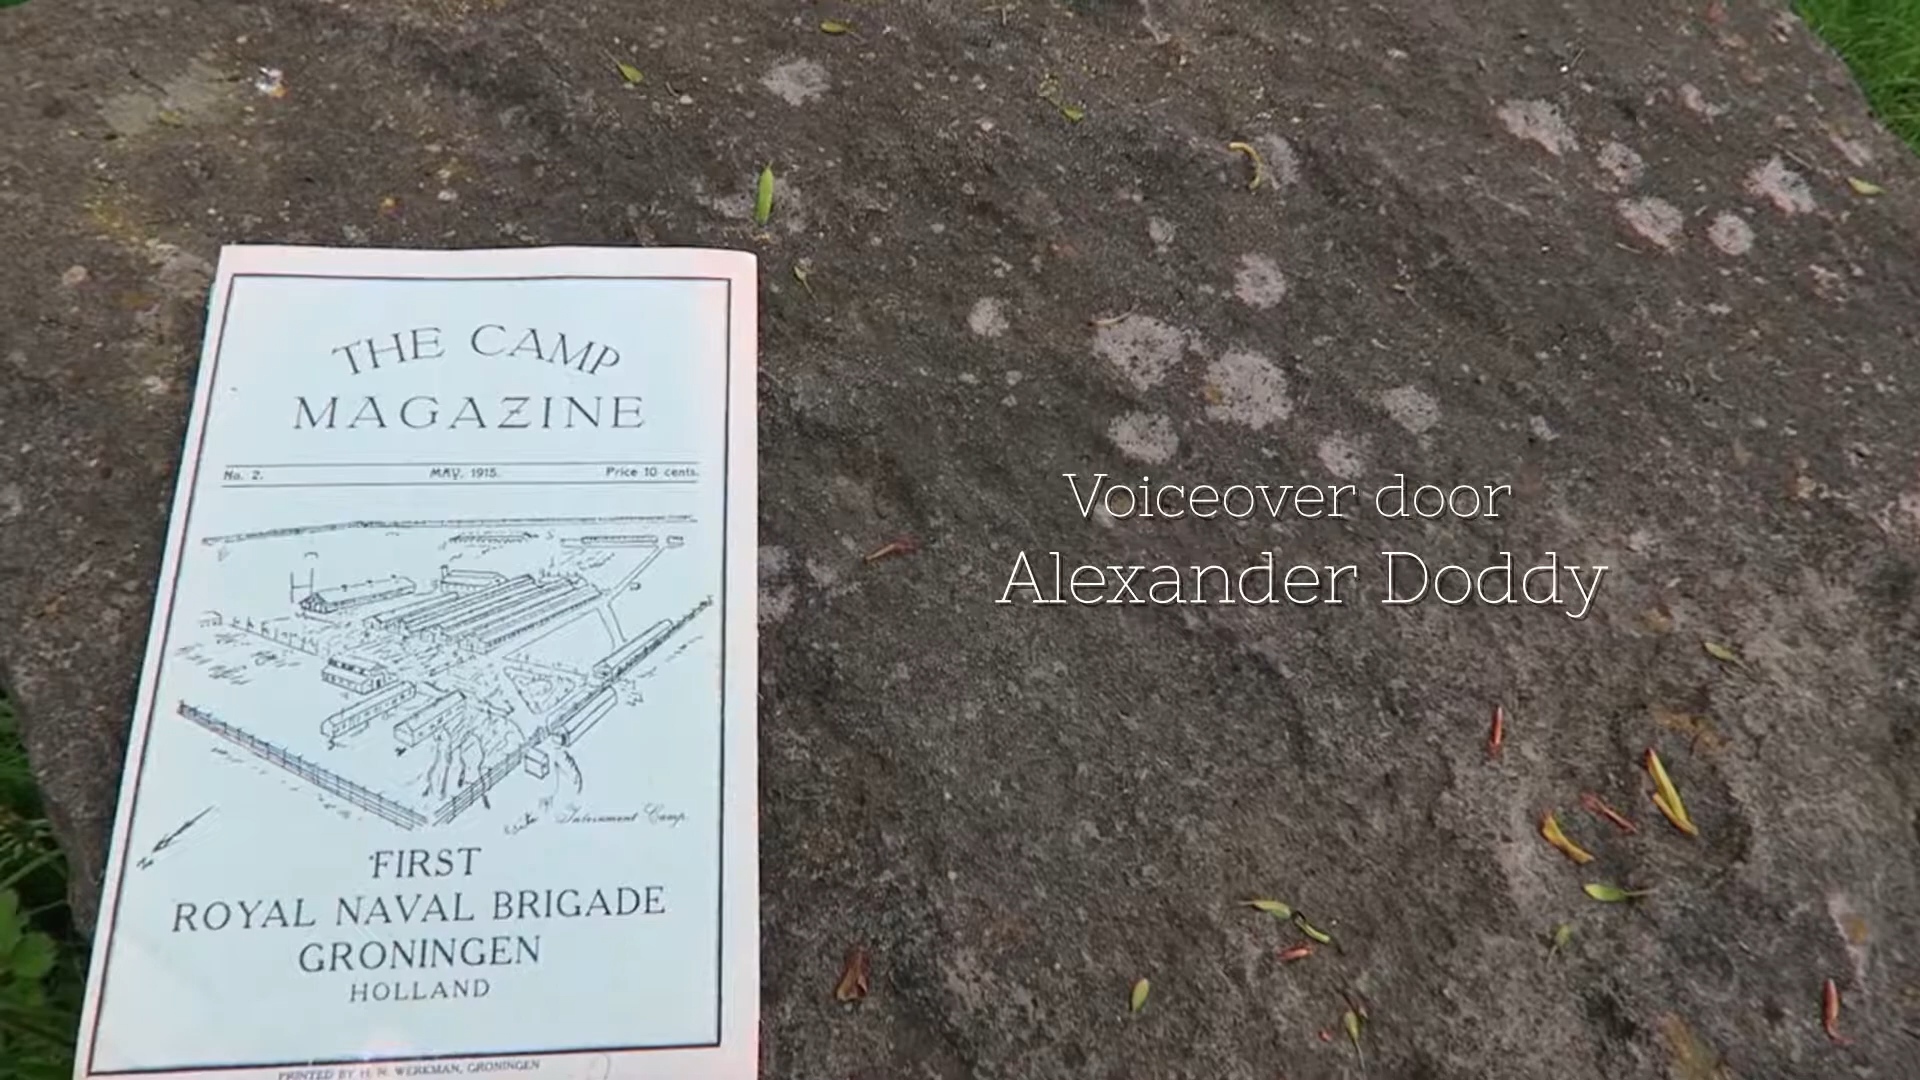 THE CAMP
MAGAZINE
No. 2. MAY, 1915. Price 10 cents.
Internment Camp.
FIRST
ROYAL NAVAL BRIGADE
GRONINGEN
HOLLAND
PRINTED BY H. N. WERKMAN, GRONINGEN
Voiceover door
Alexander Doddy